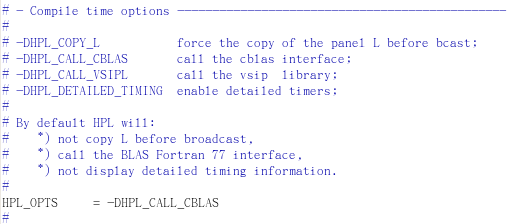 # - Compile time options -----------------------------------------------
#
# -DHPL_COPY_L           force the copy of the panel L before bcast;
# -DHPL_CALL_CBLAS       call the cblas interface;
# -DHPL_CALL_VSIPL       call the vsip  library;
# -DHPL_DETAILED_TIMING  enable detailed timers;
#
# By default HPL will:
#    *) not copy L before broadcast,
#    *) call the BLAS Fortran 77 interface,
#    *) not display detailed timing information.
#
HPL_OPTS     = -DHPL_CALL_CBLAS
#